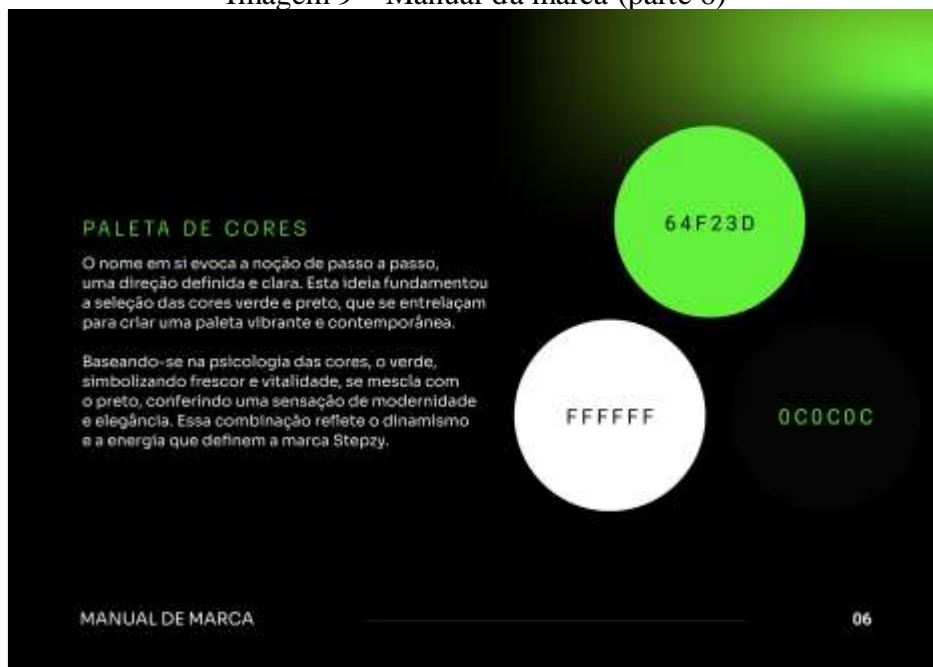 Imagem 9 – Manual da marca (parte 6)
PALETA DE CORES
O nome em si evoca a noção de passo a passo,
uma direção definida e clara. Esta ideia fundamentou
a seleção das cores verde e preto, que se entrelaçam
para criar uma paleta vibrante e contemporânea.
Baseando-se na psicologia das cores, o verde,
simbolizando frescor e vitalidade, se mescla com
o preto, conferindo uma sensação de modernidade
e elegância. Essa combinação reflete o dinamismo
e a energia que definem a marca Stepzy.
64F23D
FFFFFF
0C0C0C
MANUAL DE MARCA
06